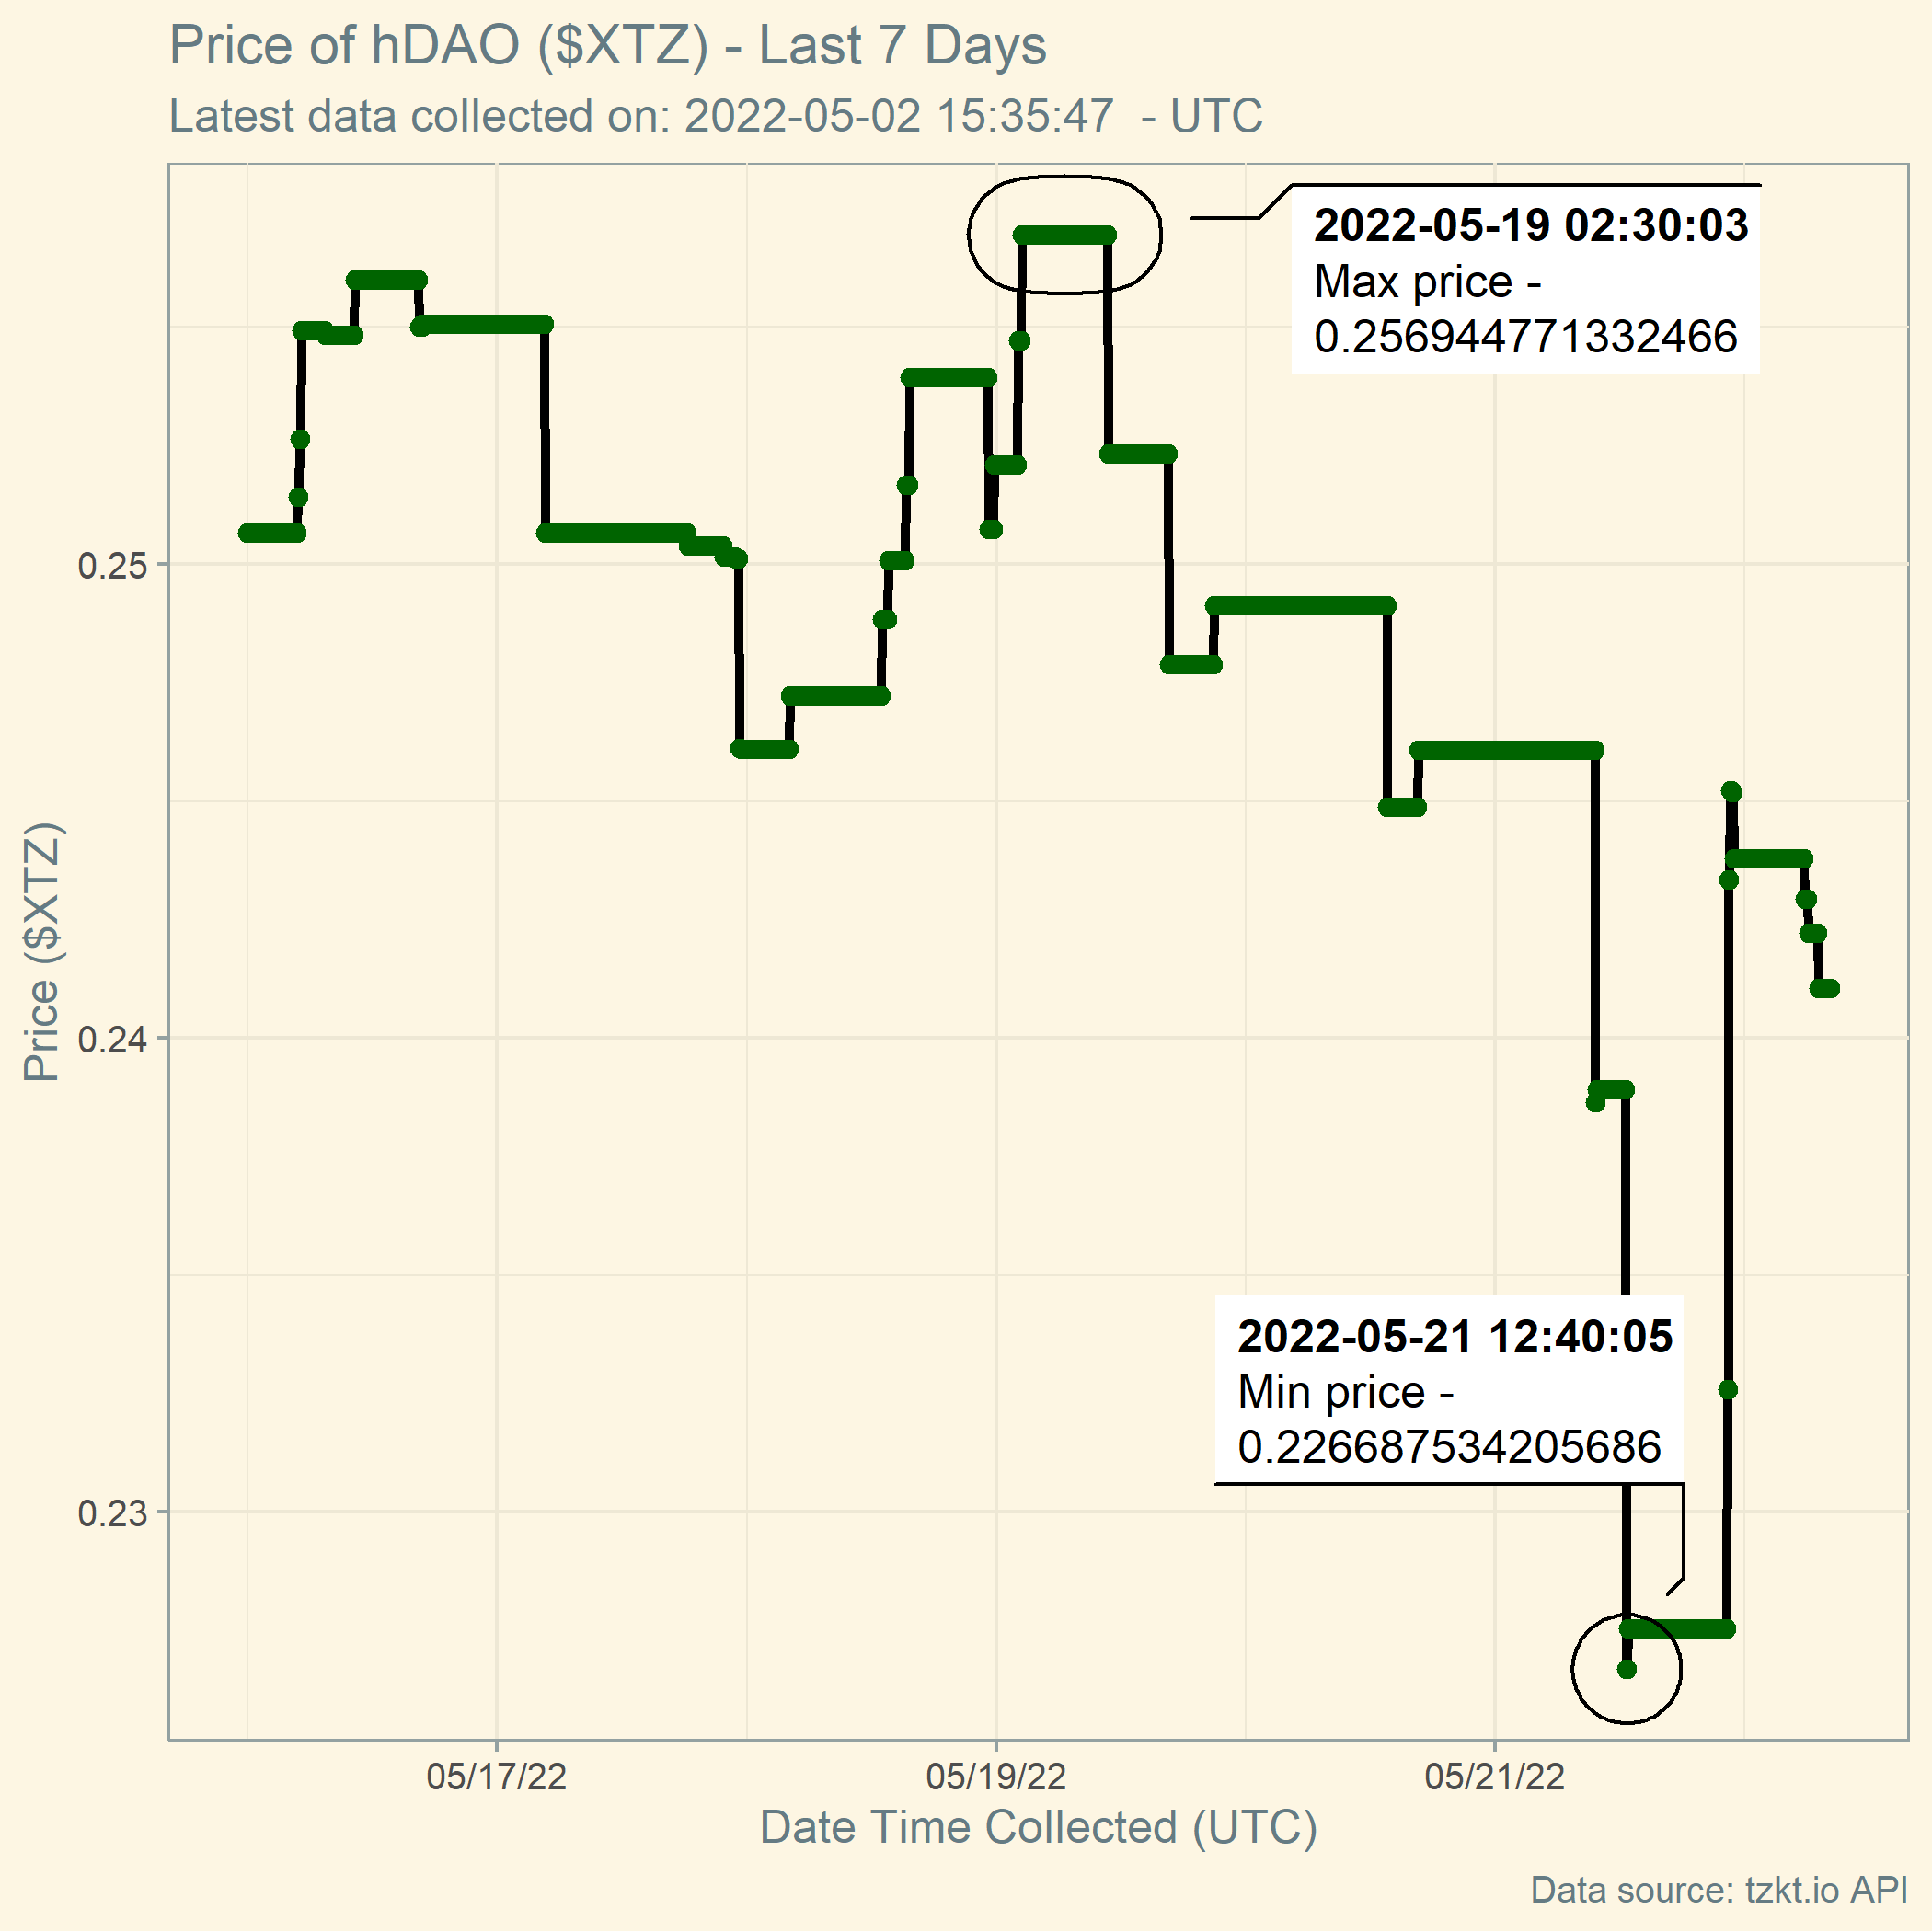 Price of hDAO ($XTZ) - Last 7 Days
Latest data collected on: 2022-05-02 15:35:47  - UTC
2022-05-19 02:30:03
Max price -
0.256944771332466
0.25
0.24
0.23
Price ($XTZ)
2022-05-21 12:40:05
Min price -
0.226687534205686
05/17/22
05/19/22
05/21/22
Date Time Collected (UTC)
Data source: tzkt.io API